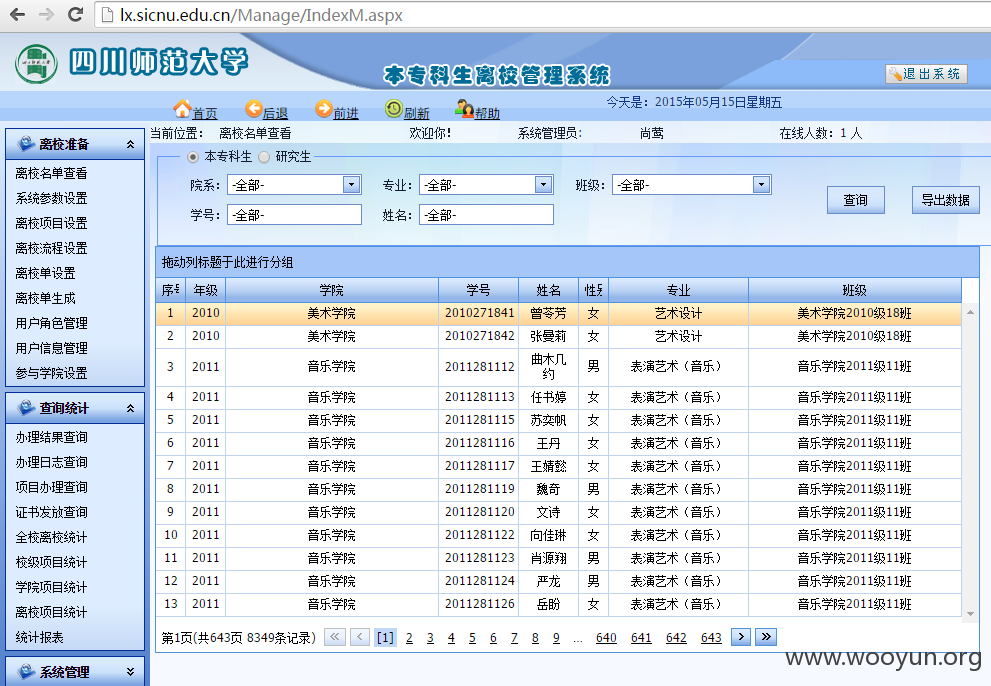 lx.sicnu.edu.cn/Manage/IndexM.aspx
四川师范大学
本专科生离校管理系统
退出系统
首页 后退 前进 刷新 帮助 今天是：2015年05月15日星期五
当前位置： 离校名单查看 欢迎你! 系统管理员： 尚莺 在线人数：1 人
离校准备
离校名单查看
系统参数设置
离校项目设置
离校流程设置
离校单设置
离校单生成
用户角色管理
用户信息管理
参与学院设置
查询统计
办理结果查询
办理日志查询
项目办理查询
证书发放查询
全校离校统计
校级项目统计
学院项目统计
离校项目统计
统计报表
系统管理
本专科生 研究生
院系： -全部- 专业： -全部- 班级： -全部-
学号： -全部- 姓名： -全部-
查询 导出数据
拖动列标题于此进行分组
序号 年级 学院 学号 姓名 性别 专业 班级
1 2010 美术学院 2010271841 曾苓芳 女 艺术设计 美术学院2010级18班
2 2010 美术学院 2010271842 张曼莉 女 艺术设计 美术学院2010级18班
3 2011 音乐学院 2011281112 曲木几约 男 表演艺术（音乐） 音乐学院2011级11班
4 2011 音乐学院 2011281113 任书婷 女 表演艺术（音乐） 音乐学院2011级11班
5 2011 音乐学院 2011281115 苏奕帆 女 表演艺术（音乐） 音乐学院2011级11班
6 2011 音乐学院 2011281116 王丹 女 表演艺术（音乐） 音乐学院2011级11班
7 2011 音乐学院 2011281117 王婧懿 女 表演艺术（音乐） 音乐学院2011级11班
8 2011 音乐学院 2011281119 魏奇 男 表演艺术（音乐） 音乐学院2011级11班
9 2011 音乐学院 2011281120 文诗 女 表演艺术（音乐） 音乐学院2011级11班
10 2011 音乐学院 2011281122 向佳琳 女 表演艺术（音乐） 音乐学院2011级11班
11 2011 音乐学院 2011281123 肖源翔 男 表演艺术（音乐） 音乐学院2011级11班
12 2011 音乐学院 2011281124 严龙 男 表演艺术（音乐） 音乐学院2011级11班
13 2011 音乐学院 2011281126 岳盼 女 表演艺术（音乐） 音乐学院2011级11班
第1页(共643页 8349条记录) [1] 2 3 4 5 6 7 8 9 ... 640 641 642 643
www.wooyun.org